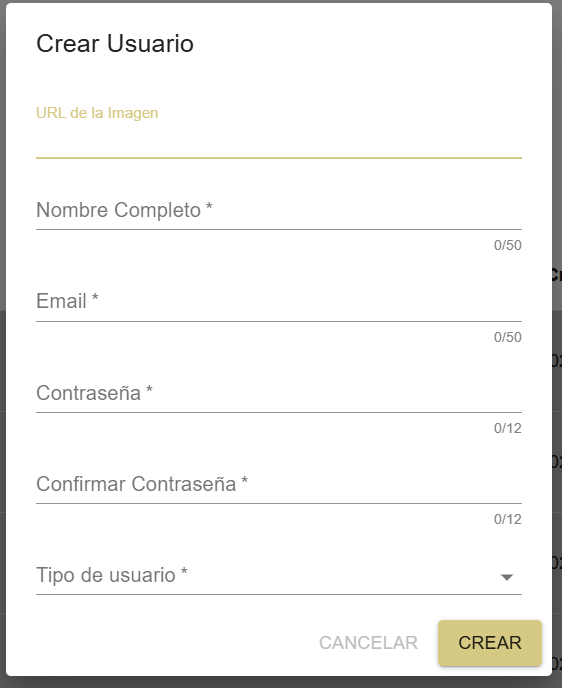 Crear Usuario
URL de la Imagen
Nombre Completo *
0/50
Email *
0/50
Contraseña *
0/12
Confirmar Contraseña *
0/12
Tipo de usuario *
CANCELAR CREAR